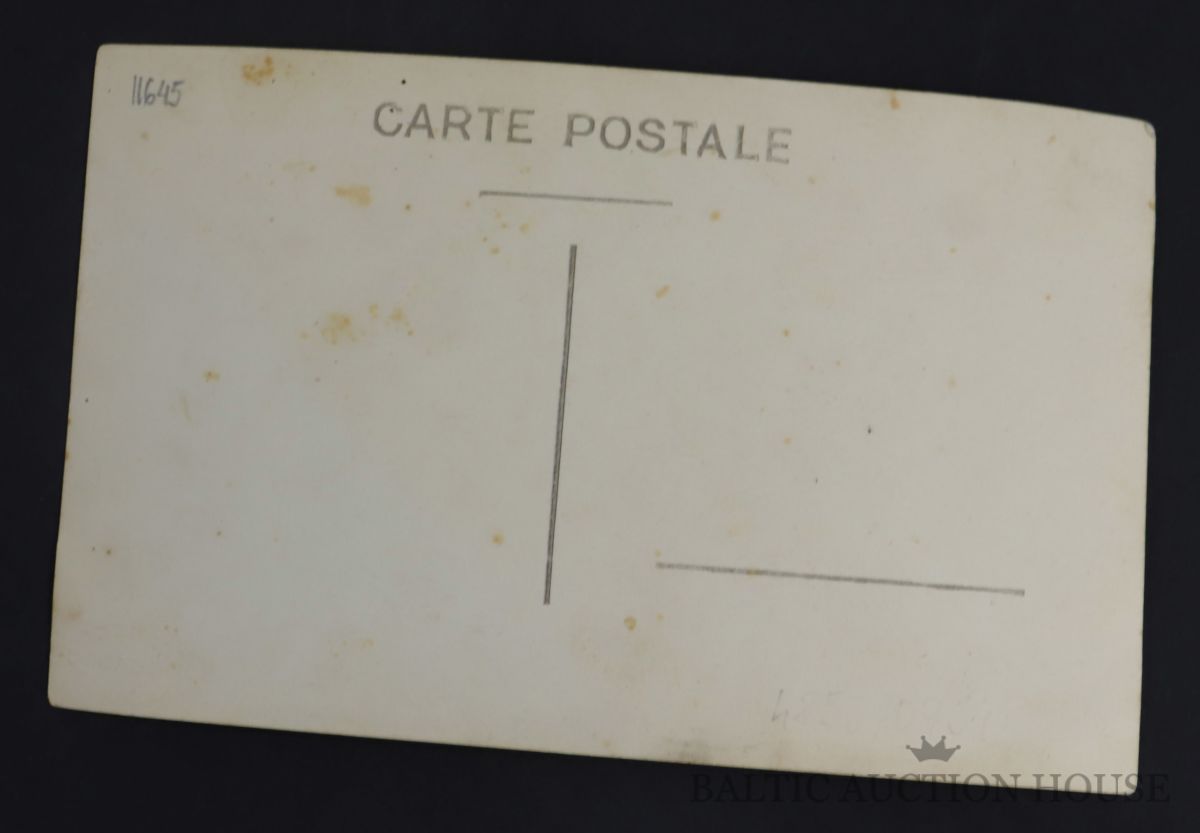 11645
CARTE POSTALE
BALTIC AUCTION HOUSE